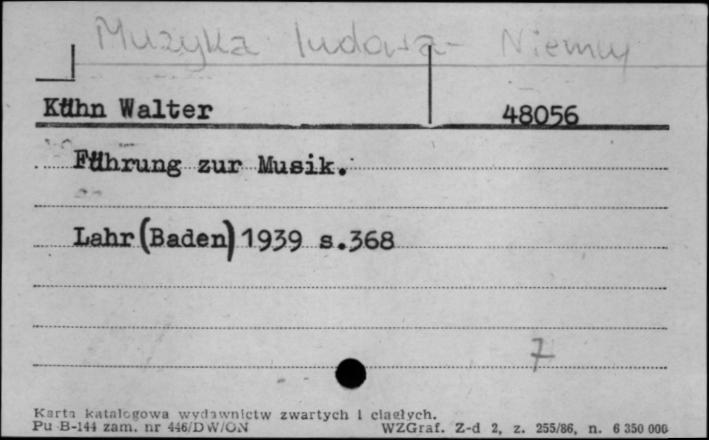 Muzyka ludowa - Niemcy
Kühn Walter 48056
Führung zur Musik.
Lahr (Baden) 1939 s.368
7
Karta katalogowa wydawnictw zwartych i ciągłych.
Pu B-144 zam. nr 446/DW/ON WZGraf. Z-d 2, z. 255/86, n. 6 350 000